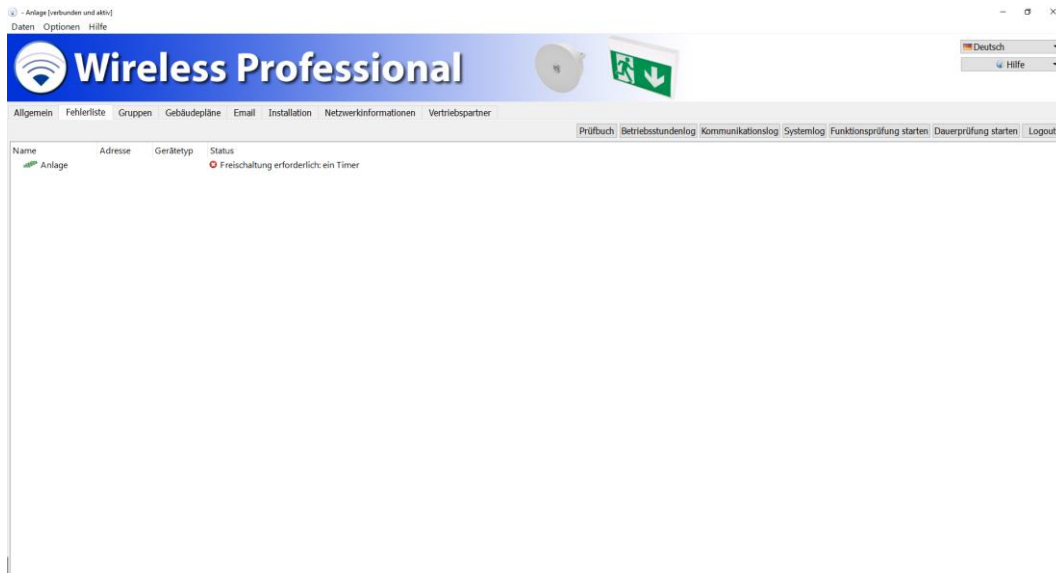 - Anlage [verbunden und aktiv]
Daten Optionen Hilfe
Wireless Professional
Deutsch
Hilfe
Allgemein Fehlerliste Gruppen Gebäudepläne Email Installation Netzwerkinformationen Vertriebspartner
Prüfbuch Betriebsstundenlog Kommunikationslog Systemlog Funktionsprüfung starten Dauerprüfung starten Logout
Name Adresse Gerätetyp Status
Anlage Freischaltung erforderlich: ein Timer